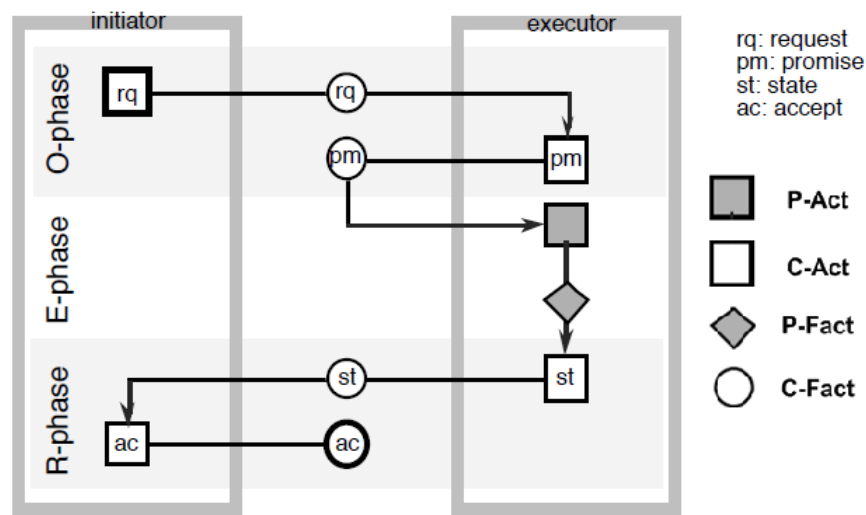 initiator
executor
rq: request
pm: promise
st: state
ac: accept
O-phase
rq
rq
pm
pm
E-phase
P-Act
C-Act
P-Fact
C-Fact
R-phase
st
st
ac
ac